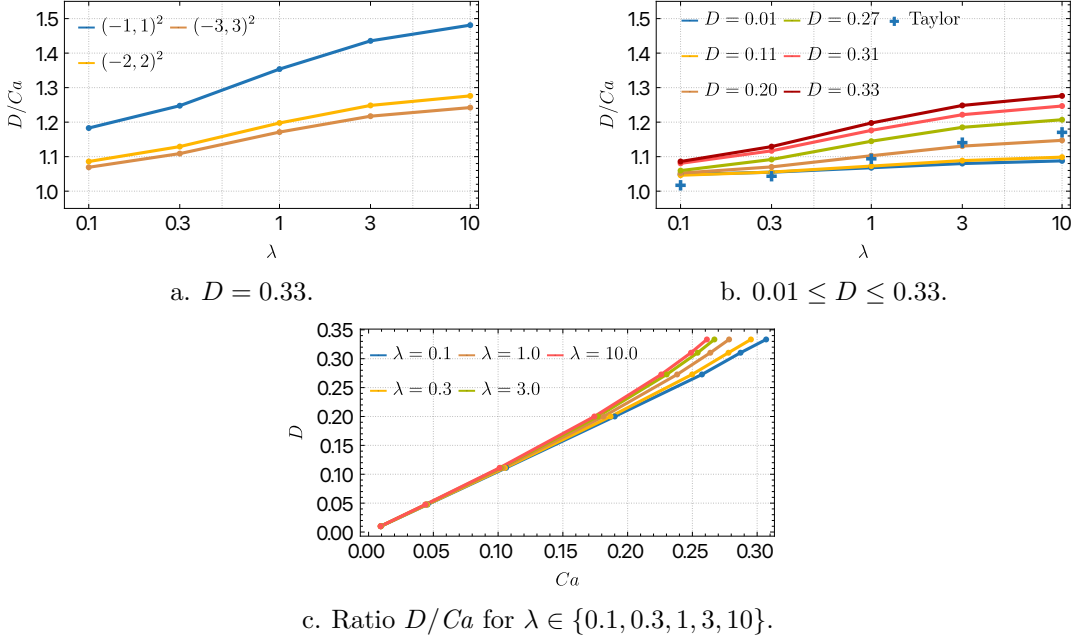 (−1, 1)² (−3, 3)²
(−2, 2)²
D/Ca
1.5
1.4
1.3
1.2
1.1
1.0
0.1 0.3 1 3 10
λ
a. D = 0.33.
D = 0.01 D = 0.27 Taylor
D = 0.11 D = 0.31
D = 0.20 D = 0.33
D/Ca
1.5
1.4
1.3
1.2
1.1
1.0
0.1 0.3 1 3 10
λ
b. 0.01 ≤ D ≤ 0.33.
λ = 0.1 λ = 1.0 λ = 10.0
λ = 0.3 λ = 3.0
D
0.35
0.30
0.25
0.20
0.15
0.10
0.05
0.00
0.00 0.05 0.10 0.15 0.20 0.25 0.30
Ca
c. Ratio D/Ca for λ ∈ {0.1, 0.3, 1, 3, 10}.